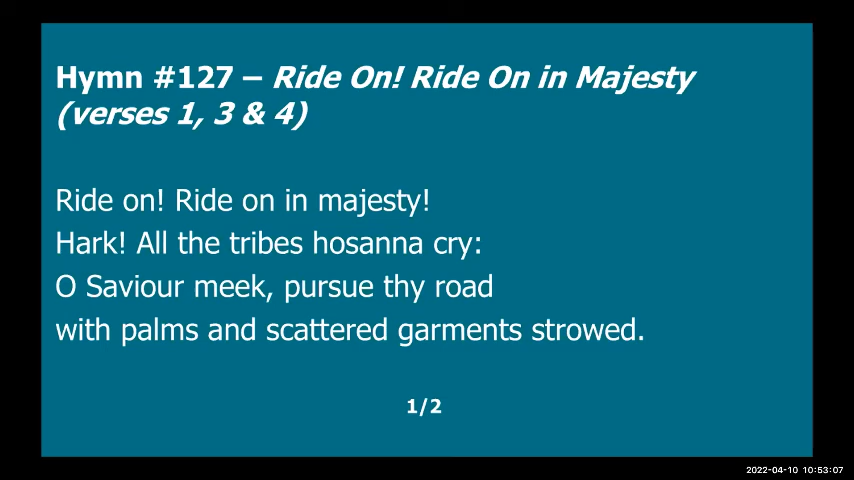 Hymn #127 – Ride On! Ride On in Majesty
(verses 1, 3 & 4)
Ride on! Ride on in majesty!
Hark! All the tribes hosanna cry:
O Saviour meek, pursue thy road
with palms and scattered garments strowed.
1/2
2022-04-10 10:53:07